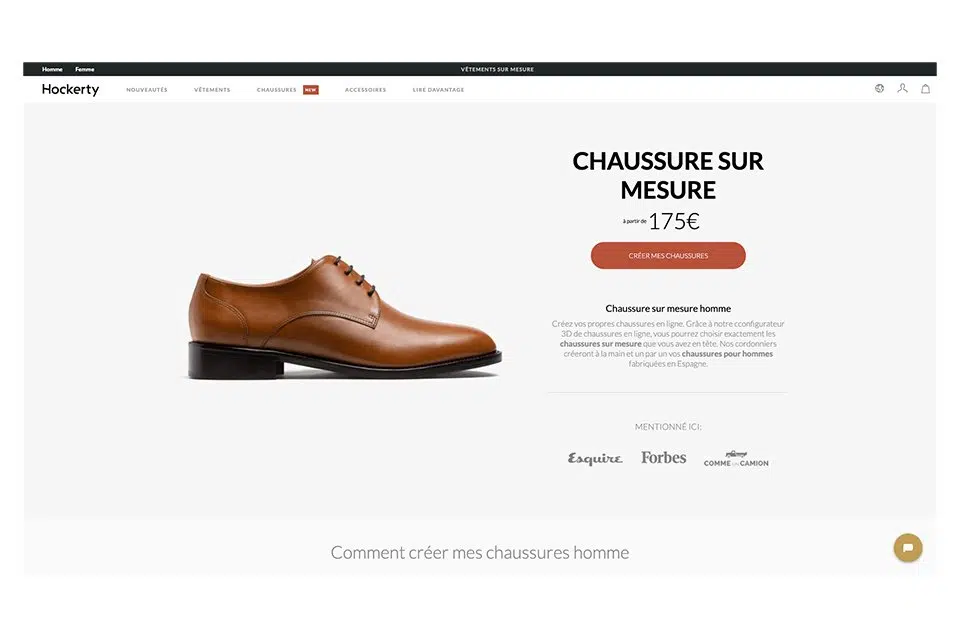 Homme Femme VÊTEMENTS SUR MESURE
Hockerty NOUVEAUTÉS VÊTEMENTS CHAUSSURES NEW ACCESSOIRES LIRE DAVANTAGE
CHAUSSURE SUR
MESURE
à partir de 175€
CRÉER MES CHAUSSURES
Chaussure sur mesure homme
Créez vos propres chaussures en ligne. Grâce à notre cconfigurateur
3D de chaussures en ligne, vous pourrez choisir exactement les
chaussures sur mesure que vous avez en tête. Nos cordonniers
créeront à la main et un par un vos chaussures pour hommes
fabriquées en Espagne.
MENTIONNÉ ICI:
Esquire Forbes COMME UN CAMION
Comment créer mes chaussures homme